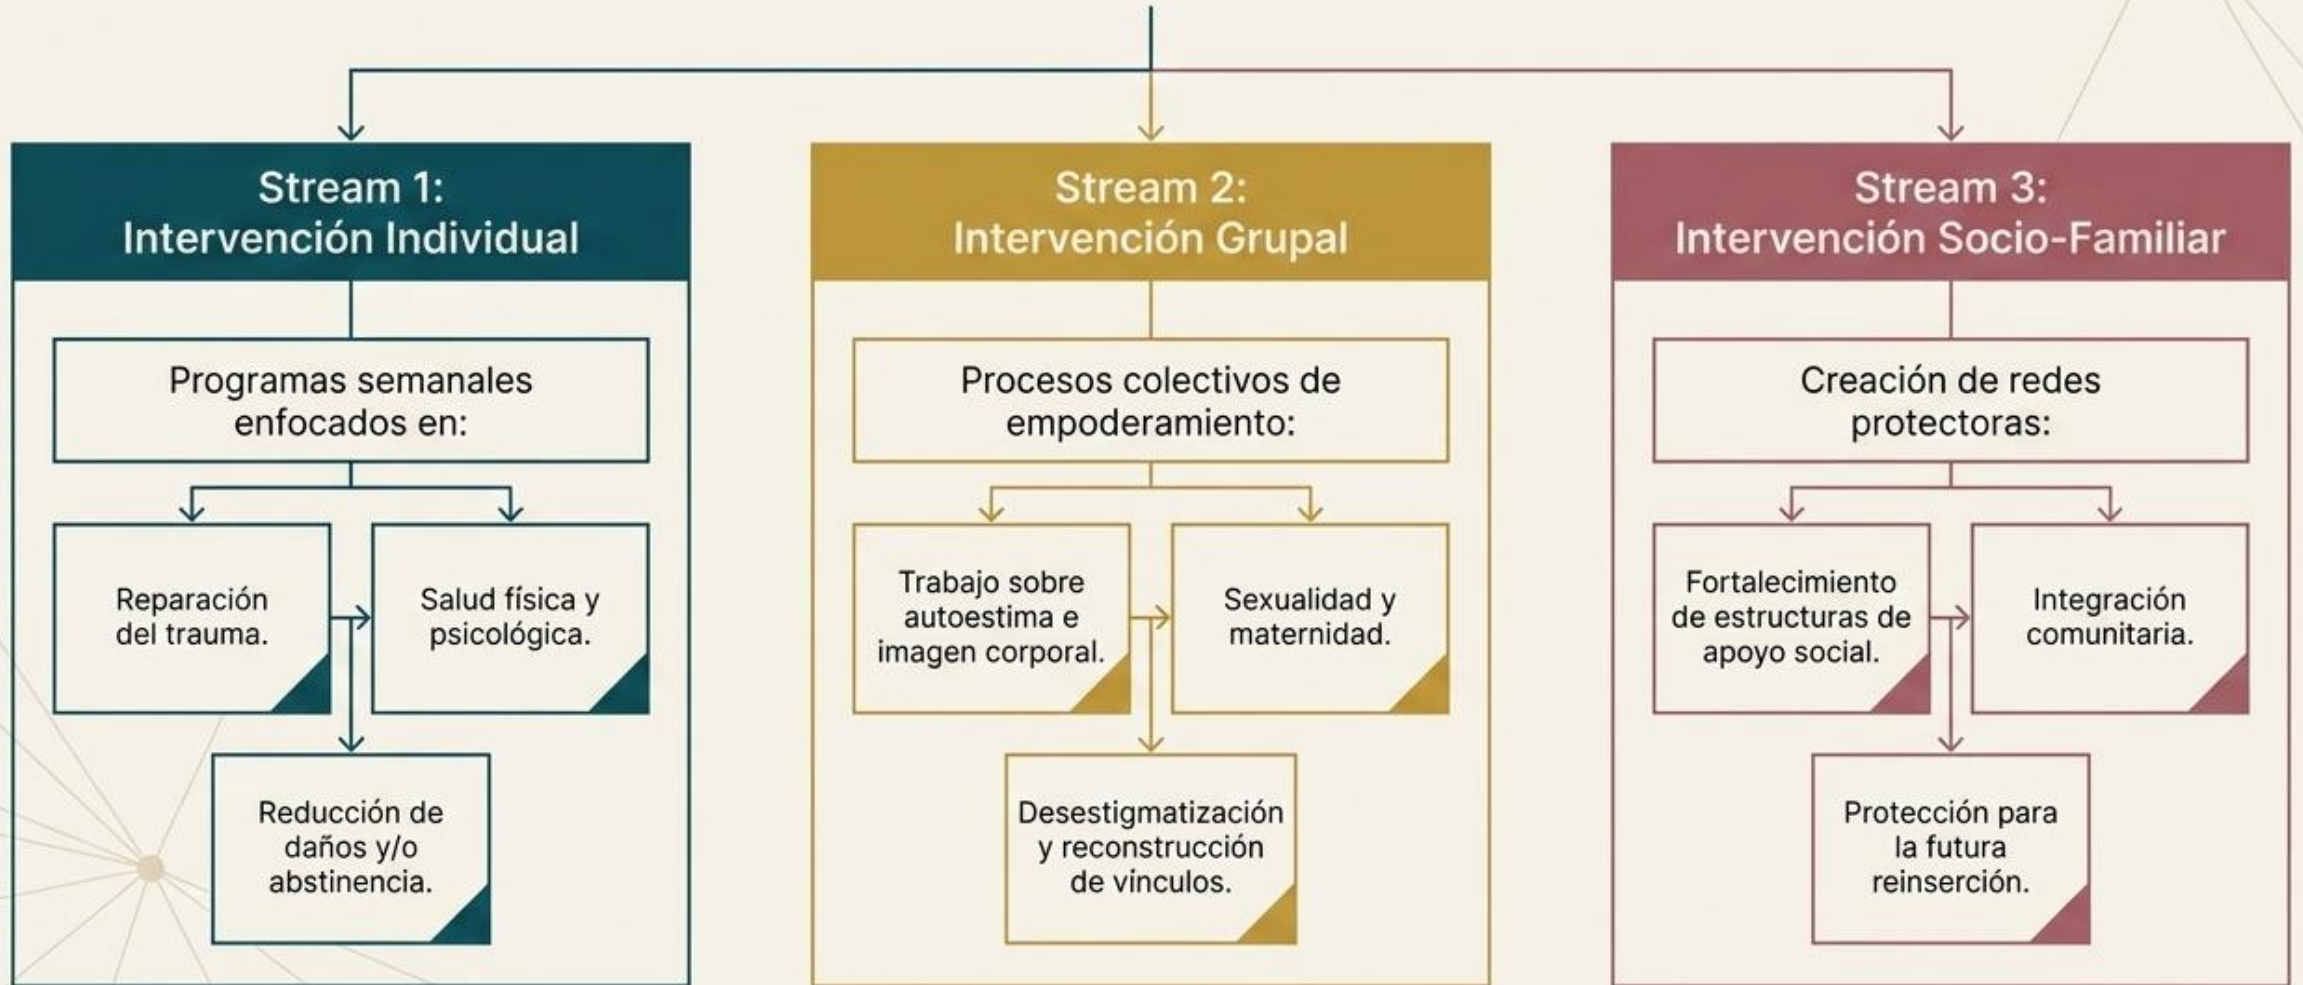 Stream 1:
Intervención Individual
Programas semanales
enfocados en:
Reparación
del trauma.
Salud física y
psicológica.
Reducción de
daños y/o
abstinencia.
Stream 2:
Intervención Grupal
Procesos colectivos de
empoderamiento:
Trabajo sobre
autoestima e
imagen corporal.
Sexualidad y
maternidad.
Desestigmatización
y reconstrucción
de vínculos.
Stream 3:
Intervención Socio-Familiar
Creación de redes
protectoras:
Fortalecimiento
de estructuras de
apoyo social.
Integración
comunitaria.
Protección para
la futura
reinserción.